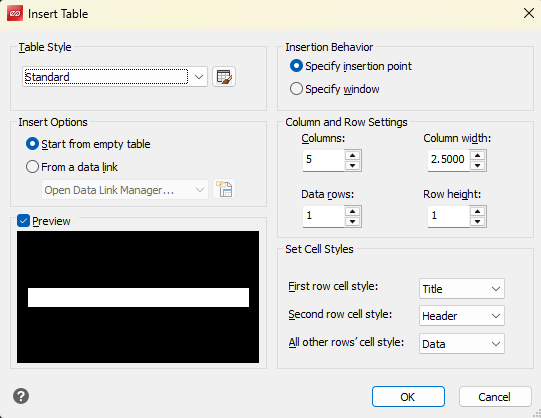 Insert Table
Table Style
Standard
Insert Options
Start from empty table
From a data link
Open Data Link Manager...
Preview
Insertion Behavior
Specify insertion point
Specify window
Column and Row Settings
Columns: Column width:
5 2.5000
Data rows: Row height:
1 1
Set Cell Styles
First row cell style: Title
Second row cell style: Header
All other rows' cell style: Data
? OK Cancel